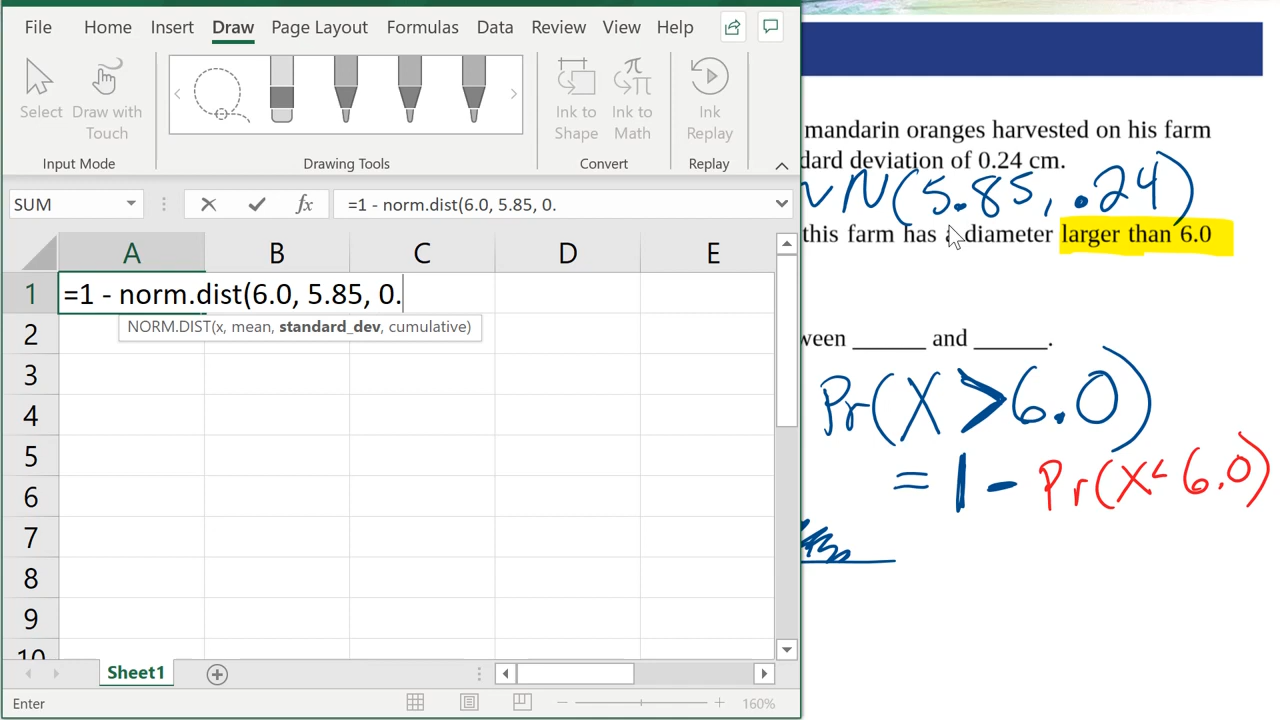 File Home Insert Draw Page Layout Formulas Data Review View Help
Select Draw with Touch
Ink to Shape Ink to Math Ink Replay
Input Mode Drawing Tools Convert Replay
SUM fx =1 - norm.dist(6.0, 5.85, 0.
A B C D E
1 =1 - norm.dist(6.0, 5.85, 0.
NORM.DIST(x, mean, standard_dev, cumulative)
2
3
4
5
6
7
8
9
10
Sheet1
Enter 160%
mandarin oranges harvested on his farm
dard deviation of 0.24 cm.
N(5.85, .24)
this farm has a diameter larger than 6.0
ween ______ and ______.
Pr(X > 6.0)
= 1 - Pr(X < 6.0)